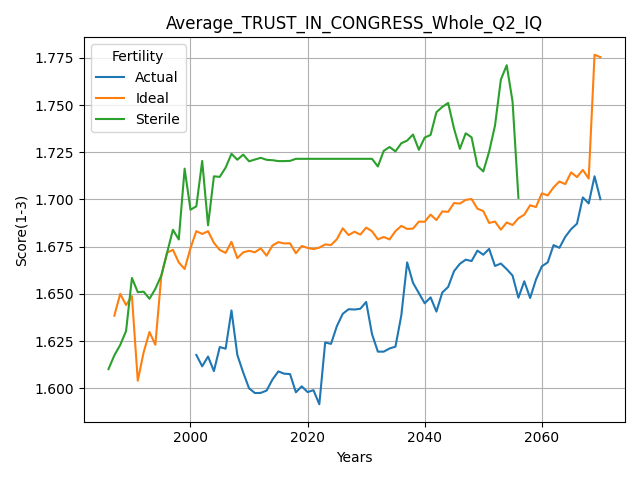 Average_TRUST_IN_CONGRESS_Whole_Q2_IQ
Fertility
Actual
Ideal
Sterile
1.775
1.750
1.725
1.700
1.675
1.650
1.625
1.600
Score(1-3)
2000
2020
2040
2060
Years